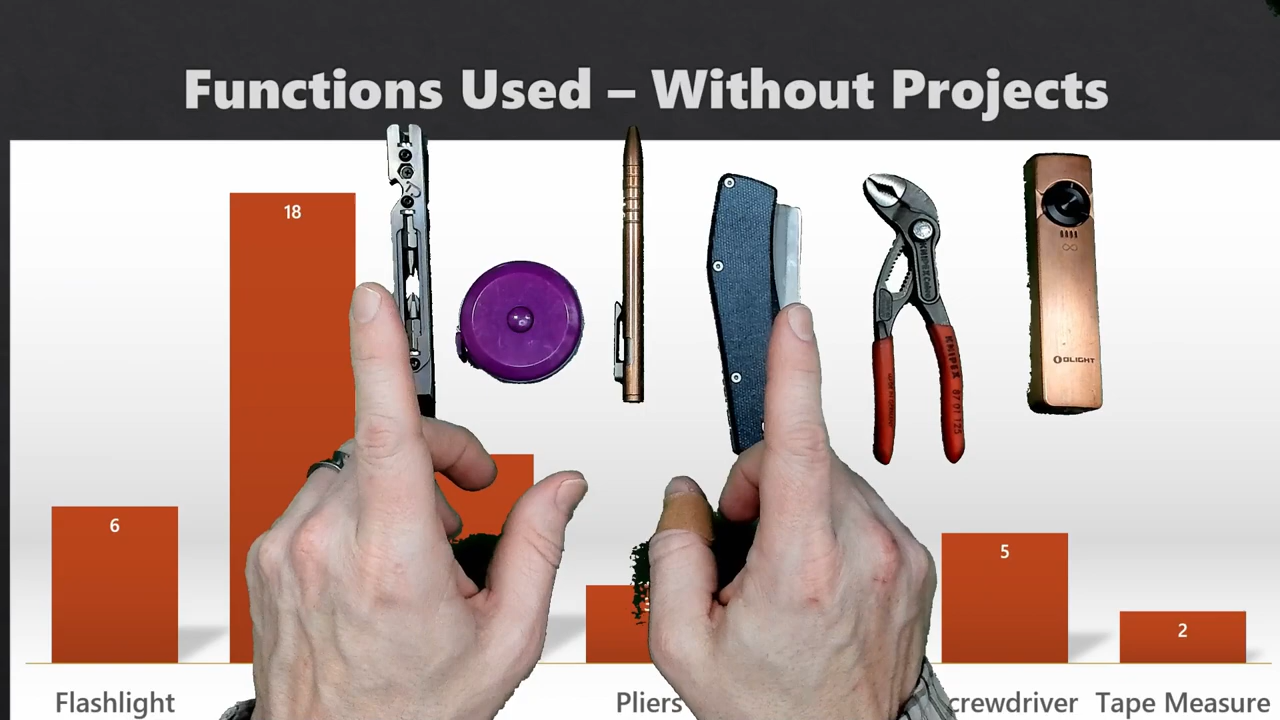 Functions Used – Without Projects
18
6
5
2
Flashlight
Pliers
crewdriver
Tape Measure
OLIGHT
KNIPEX